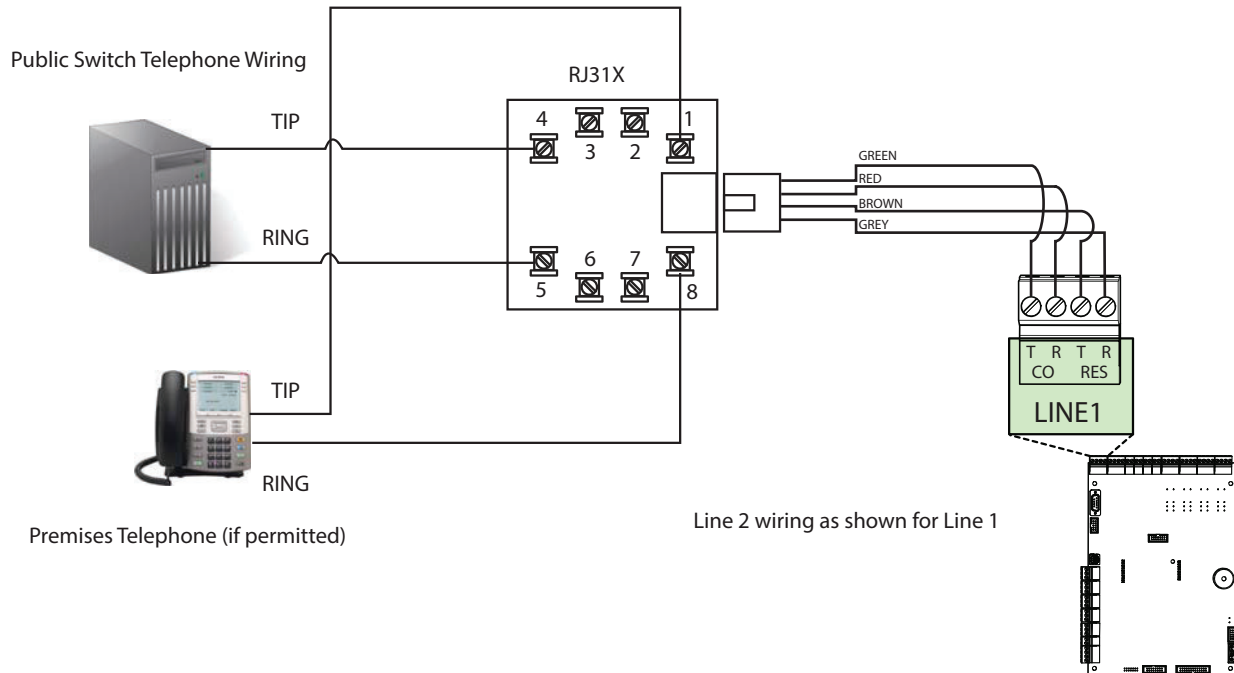 Public Switch Telephone Wiring
RJ31X
TIP
4
3
2
1
GREEN
RED
BROWN
GREY
RING
5
6
7
8
T R T R
CO RES
LINE1
TIP
RING
Premises Telephone (if permitted)
Line 2 wiring as shown for Line 1